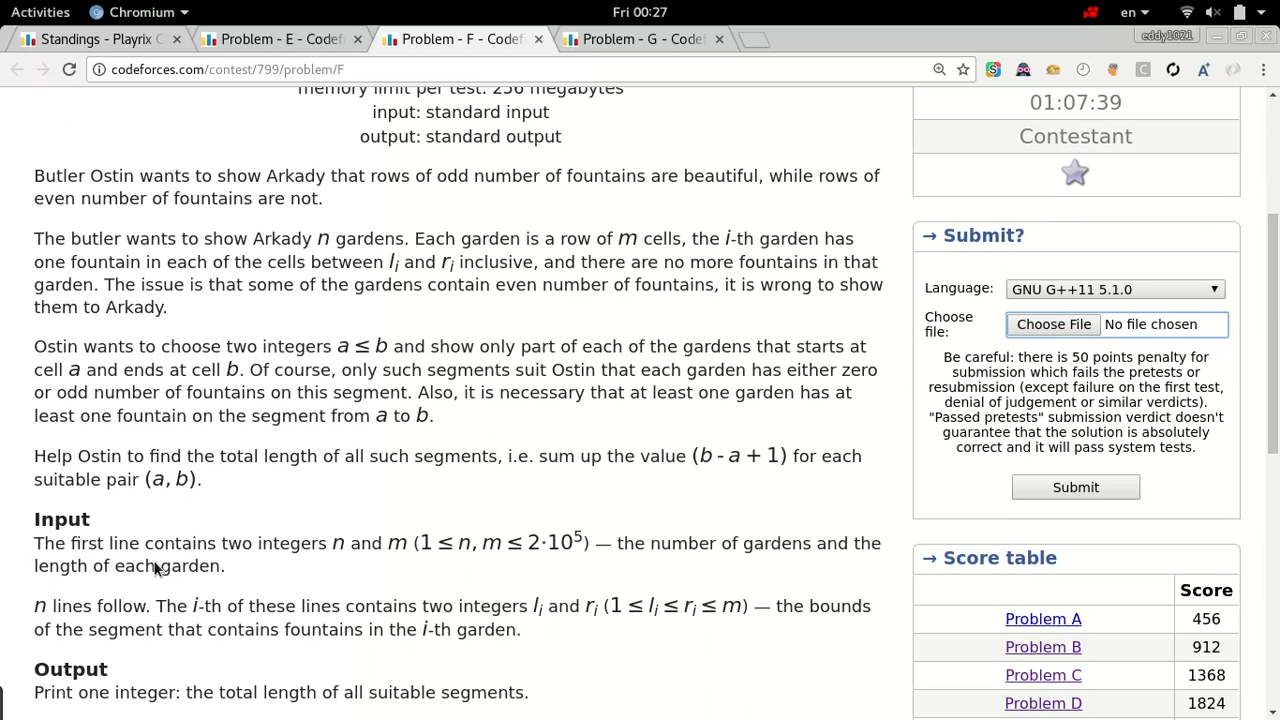 Activities Chromium Fri 00:27 en
Standings - Playrix C Problem - E - Codef Problem - F - Codef Problem - G - Codef eddy1021
codeforces.com/contest/799/problem/F
memory limit per test: 256 megabytes
input: standard input
output: standard output
Butler Ostin wants to show Arkady that rows of odd number of fountains are beautiful, while rows of
even number of fountains are not.
The butler wants to show Arkady n gardens. Each garden is a row of m cells, the i-th garden has
one fountain in each of the cells between li and ri inclusive, and there are no more fountains in that
garden. The issue is that some of the gardens contain even number of fountains, it is wrong to show
them to Arkady.
Ostin wants to choose two integers a ≤ b and show only part of each of the gardens that starts at
cell a and ends at cell b. Of course, only such segments suit Ostin that each garden has either zero
or odd number of fountains on this segment. Also, it is necessary that at least one garden has at
least one fountain on the segment from a to b.
Help Ostin to find the total length of all such segments, i.e. sum up the value (b - a + 1) for each
suitable pair (a, b).
Input
The first line contains two integers n and m (1 ≤ n, m ≤ 2·10⁵) — the number of gardens and the
length of each garden.
n lines follow. The i-th of these lines contains two integers li and ri (1 ≤ li ≤ ri ≤ m) — the bounds
of the segment that contains fountains in the i-th garden.
Output
Print one integer: the total length of all suitable segments.
01:07:39
Contestant
→ Submit?
Language: GNU G++11 5.1.0
Choose
file: Choose File No file chosen
Be careful: there is 50 points penalty for
submission which fails the pretests or
resubmission (except failure on the first test,
denial of judgement or similar verdicts).
"Passed pretests" submission verdict doesn't
guarantee that the solution is absolutely
correct and it will pass system tests.
Submit
→ Score table
Score
Problem A 456
Problem B 912
Problem C 1368
Problem D 1824